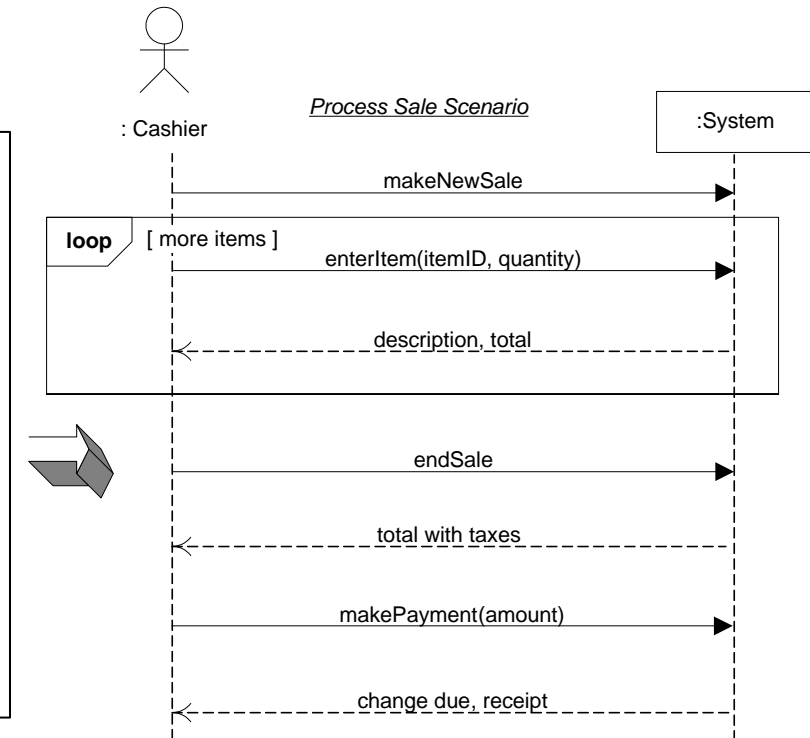 Process Sale Scenario
: Cashier
:System
makeNewSale
loop
[ more items ]
enterItem(itemID, quantity)
description, total
endSale
total with taxes
makePayment(amount)
change due, receipt